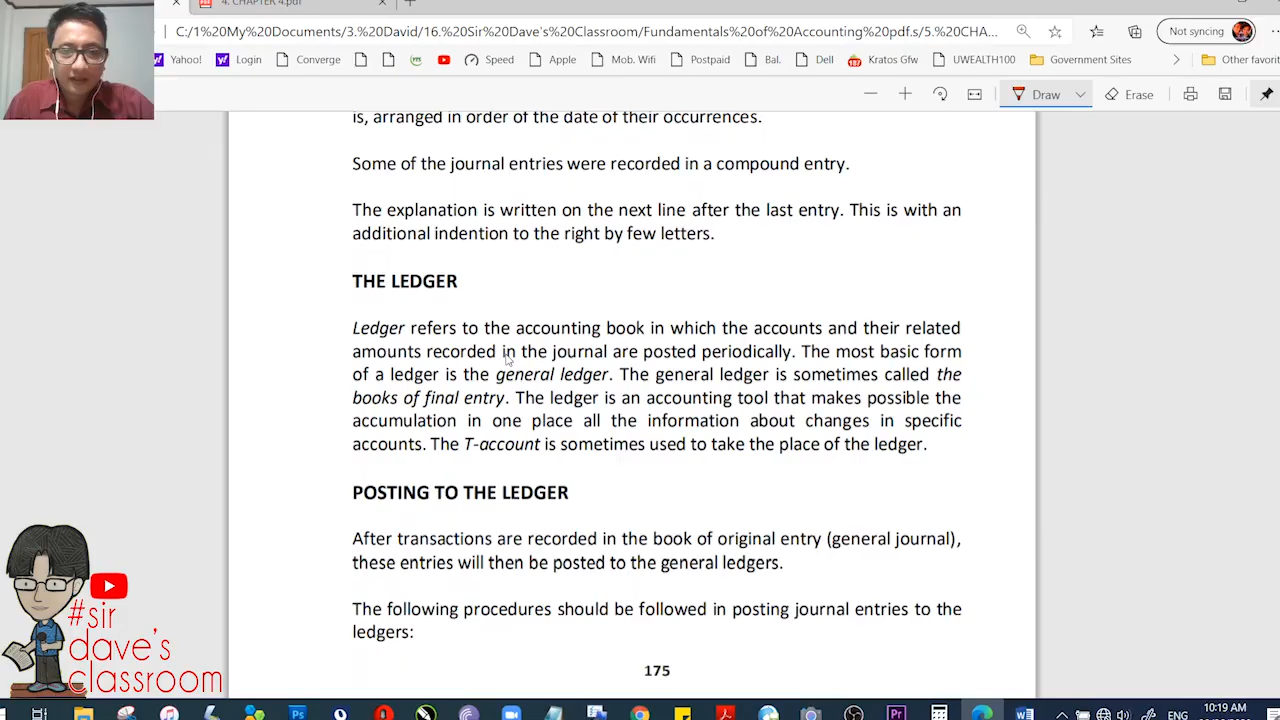 4. CHAPTER 4.pdf
C:/1%20My%20Documents/3.%20David/16.%20Sir%20Dave's%20Classroom/Fundamentals%20of%20Accounting%20pdf.s/5.%20CHA...
Not syncing
Yahoo!
Login
Converge
Speed
Apple
Mob. Wifi
Postpaid
Bal.
Dell
187
Kratos Gfw
UWEALTH100
Government Sites
Other favorit
Draw
Erase
is, arranged in order of the date of their occurrences.
Some of the journal entries were recorded in a compound entry.
The explanation is written on the next line after the last entry. This is with an
additional indention to the right by few letters.
THE LEDGER
Ledger refers to the accounting book in which the accounts and their related
amounts recorded in the journal are posted periodically. The most basic form
of a ledger is the general ledger. The general ledger is sometimes called the
books of final entry. The ledger is an accounting tool that makes possible the
accumulation in one place all the information about changes in specific
accounts. The T-account is sometimes used to take the place of the ledger.
POSTING TO THE LEDGER
After transactions are recorded in the book of original entry (general journal),
these entries will then be posted to the general ledgers.
The following procedures should be followed in posting journal entries to the
ledgers:
175
#sir
dave's
classroom
10:19 AM